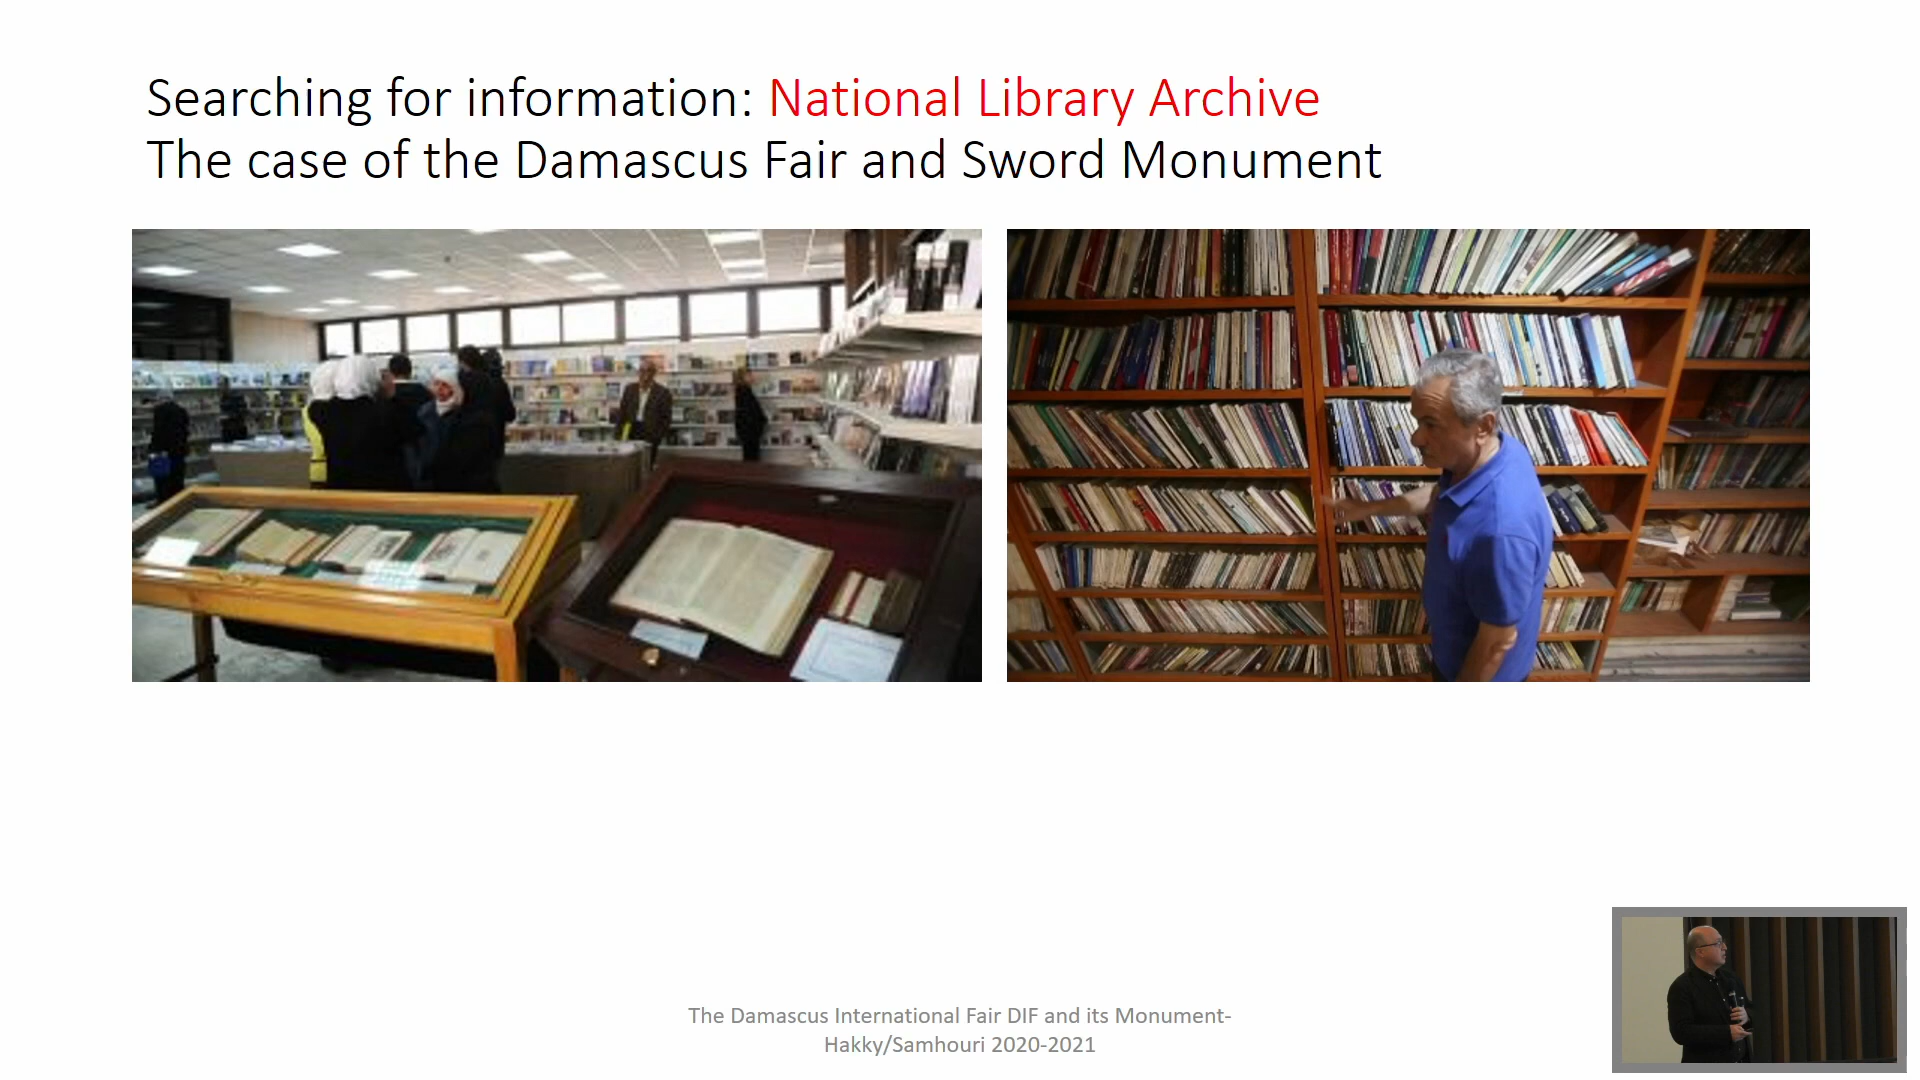 Searching for information: National Library Archive
The case of the Damascus Fair and Sword Monument
The Damascus International Fair DIF and its Monument-
Hakky/Samhouri 2020-2021